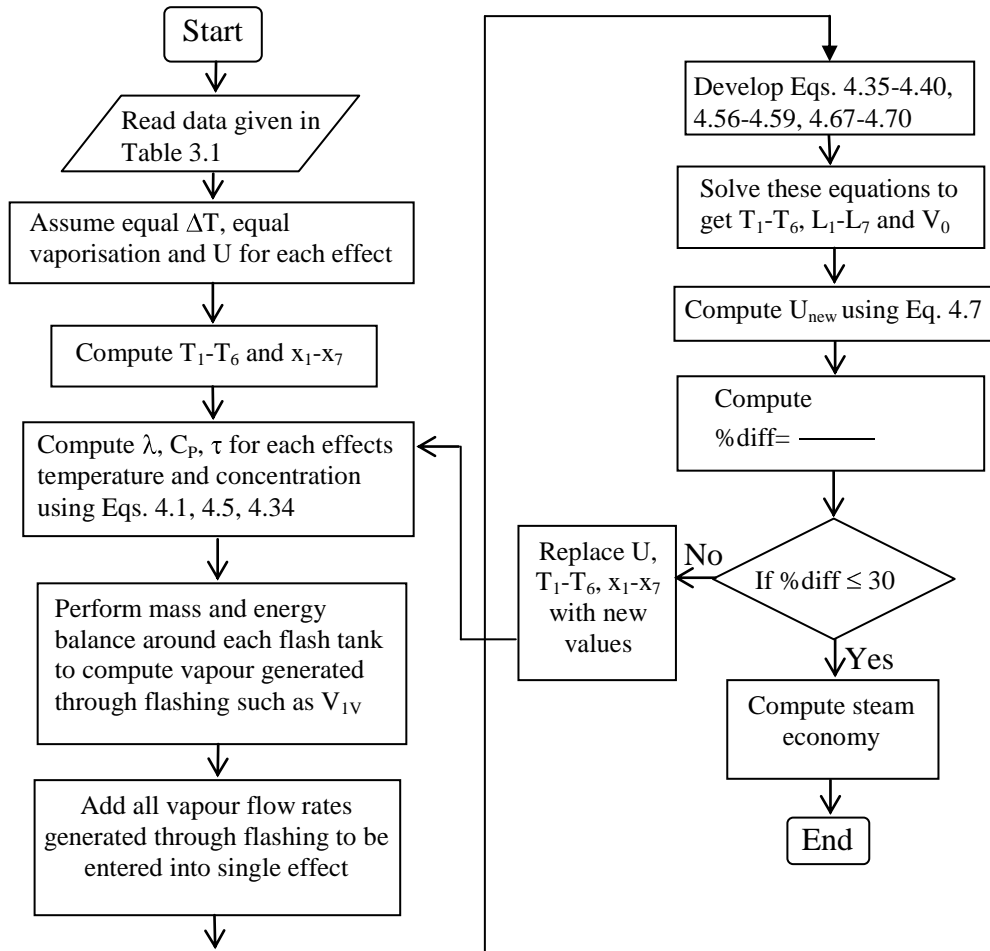 Start
Read data given in
Table 3.1
Assume equal ΔT, equal
vaporisation and U for each effect
Compute T₁-T₆ and x₁-x₇
Compute λ, C_P, τ for each effects
temperature and concentration
using Eqs. 4.1, 4.5, 4.34
Perform mass and energy
balance around each flash tank
to compute vapour generated
through flashing such as V₁ᵥ
Add all vapour flow rates
generated through flashing to be
entered into single effect
Develop Eqs. 4.35-4.40,
4.56-4.59, 4.67-4.70
Solve these equations to
get T₁-T₆, L₁-L₇ and V₀
Compute U_new using Eq. 4.7
Compute
%diff=
If %diff ≤ 30
No
Replace U,
T₁-T₆, x₁-x₇
with new
values
Yes
Compute steam
economy
End